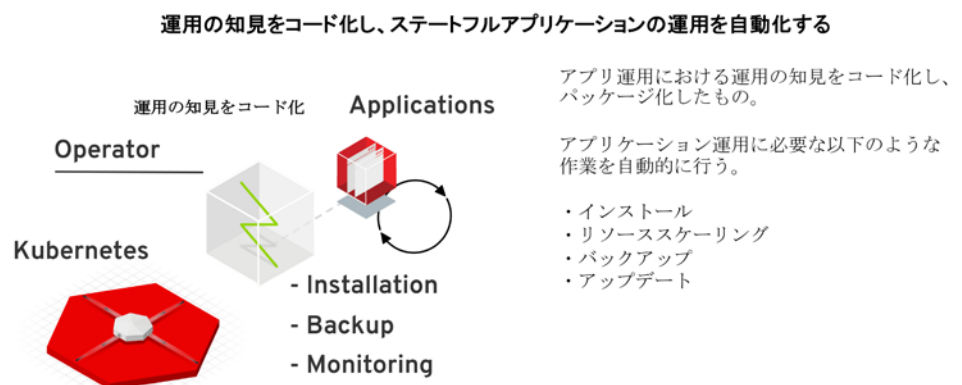 運用の知見をコード化し、ステートフルアプリケーションの運用を自動化する
運用の知見をコード化
Applications
Operator
Kubernetes
- Installation
- Backup
- Monitoring
アプリ運用における運用の知見をコード化し、
パッケージ化したもの。
アプリケーション運用に必要な以下のような
作業を自動的に行う。
・インストール
・リソーススケーリング
・バックアップ
・アップデート